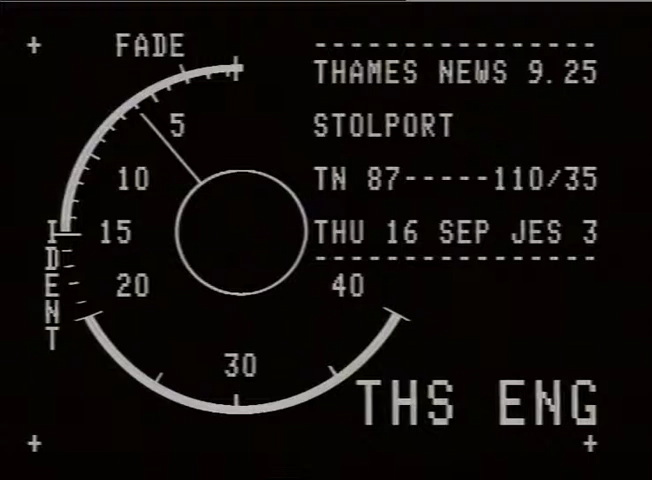 FADE
---------------
THAMES NEWS 9.25
STOLPORT
TN 87-----110/35
THU 16 SEP JES 3
---------------
5
10
15
20
30
40
IDENT
THS ENG